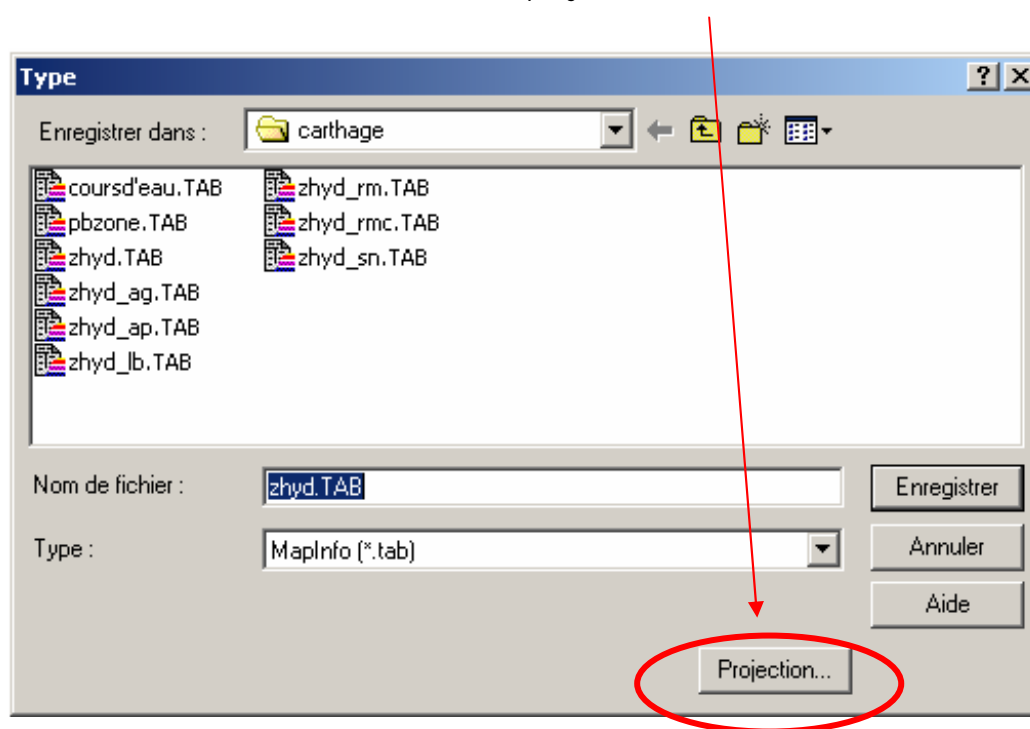 Type
Enregistrer dans : carthage
coursd'eau.TAB zhyd_rm.TAB
pbzone.TAB zhyd_rmc.TAB
zhyd.TAB zhyd_sn.TAB
zhyd_ag.TAB
zhyd_ap.TAB
zhyd_lb.TAB
Nom de fichier : zhyd.TAB Enregistrer
Type : MapInfo (*.tab) Annuler
Aide
Projection...